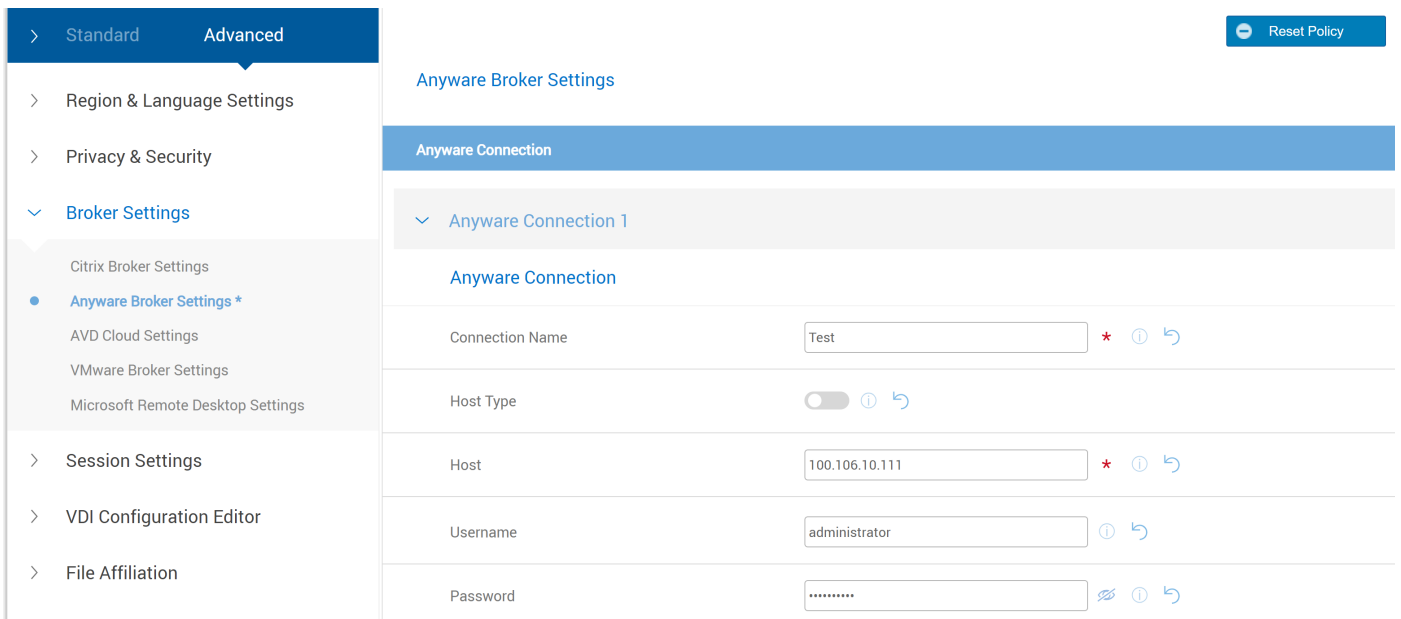 Standard Advanced
Reset Policy
Region & Language Settings
Privacy & Security
Broker Settings
Citrix Broker Settings
Anyware Broker Settings *
AVD Cloud Settings
VMware Broker Settings
Microsoft Remote Desktop Settings
Session Settings
VDI Configuration Editor
File Affiliation
Anyware Broker Settings
Anyware Connection
Anyware Connection 1
Anyware Connection
Connection Name Test *
Host Type
Host 100.106.10.111 *
Username administrator
Password ••••••••••